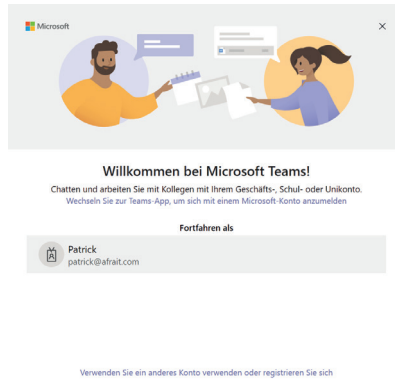 Microsoft
Willkommen bei Microsoft Teams!
Chatten und arbeiten Sie mit Kollegen mit Ihrem Geschäfts-, Schul- oder Unikonto.
Wechseln Sie zur Teams-App, um sich mit einem Microsoft-Konto anzumelden
Fortfahren als
Patrick
patrick@afrait.com
Verwenden Sie ein anderes Konto verwenden oder registrieren Sie sich